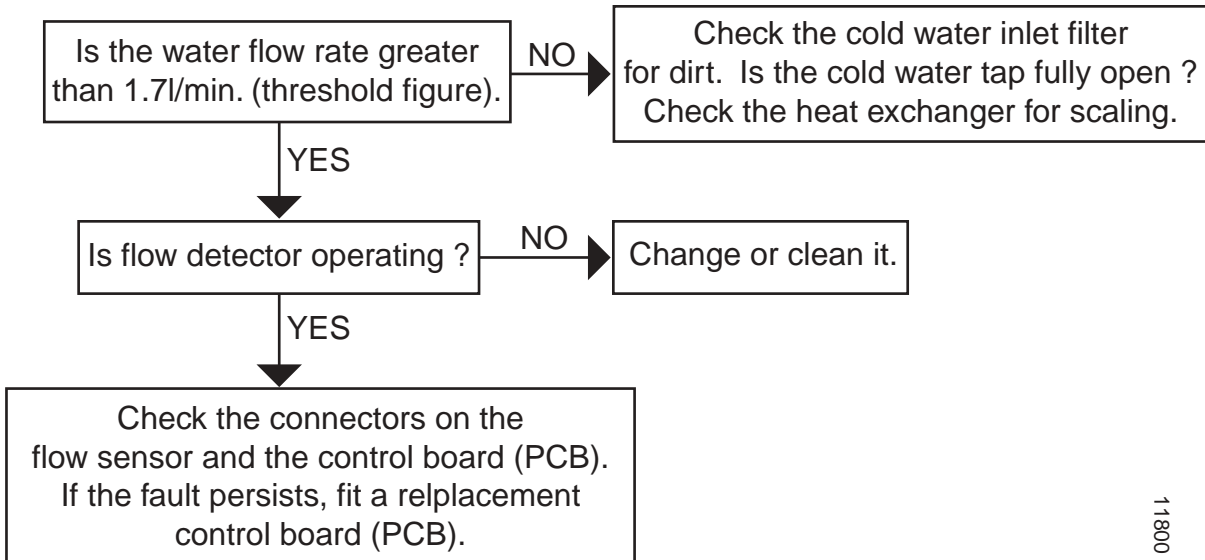 Is the water flow rate greater
than 1.7l/min. (threshold figure).
NO
Check the cold water inlet filter
for dirt.  Is the cold water tap fully open ?
Check the heat exchanger for scaling.
YES
Is flow detector operating ?
NO
Change or clean it.
YES
Check the connectors on the
flow sensor and the control board (PCB).
If the fault persists, fit a relplacement
control board (PCB).
11800